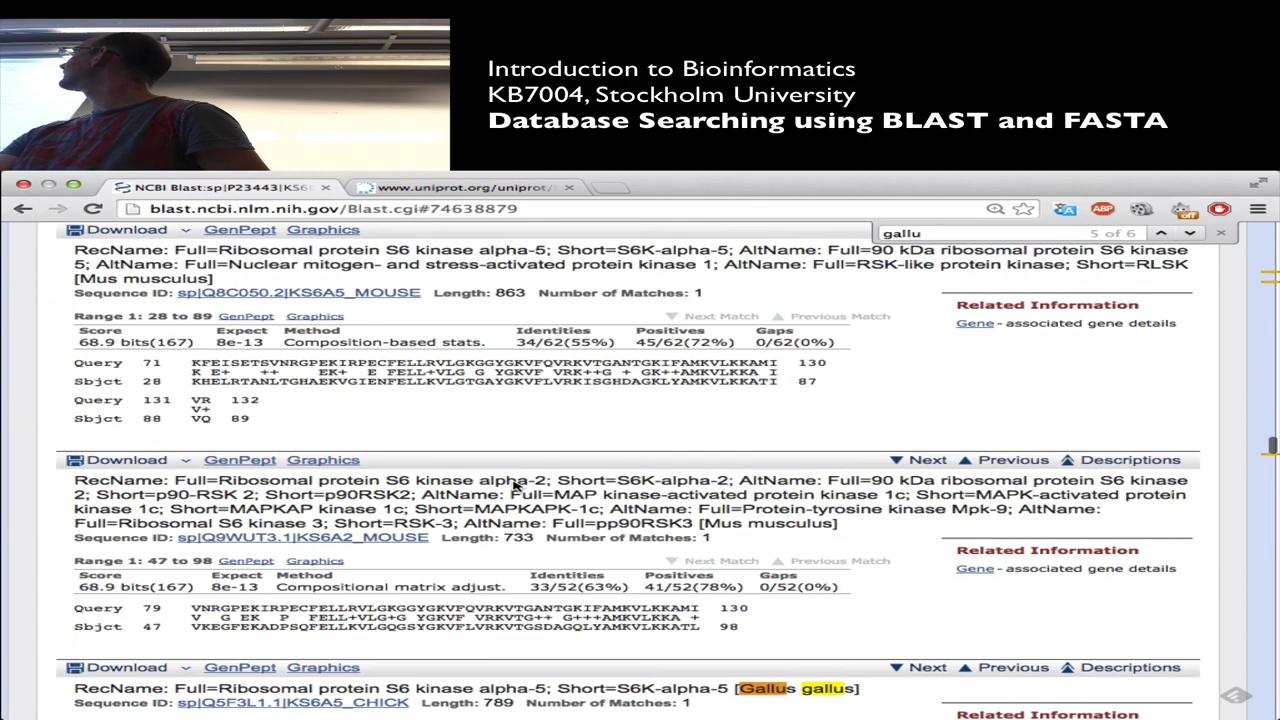 Introduction to Bioinformatics
KB7004, Stockholm University
Database Searching using BLAST and FASTA
NCBI Blast:sp|P23443|KS6
www.uniprot.org/uniprot/
blast.ncbi.nlm.nih.gov/Blast.cgi#74638879
ABP
off
gallu 5 of 6
Download GenPept Graphics
RecName: Full=Ribosomal protein S6 kinase alpha-5; Short=S6K-alpha-5; AltName: Full=90 kDa ribosomal protein S6 kinase
5; AltName: Full=Nuclear mitogen- and stress-activated protein kinase 1; AltName: Full=RSK-like protein kinase; Short=RLSK
[Mus musculus]
Sequence ID: sp|Q8C050.2|KS6A5_MOUSE Length: 863 Number of Matches: 1
Related Information
Gene - associated gene details
Range 1: 28 to 89 GenPept Graphics Next Match Previous Match
Score Expect Method Identities Positives Gaps
68.9 bits(167) 8e-13 Composition-based stats. 34/62(55%) 45/62(72%) 0/62(0%)
Query 71 KFEISETSVNRGPEKIRPECFELLRVLGKGGYGKVFQVRKVTGANTGKIFAMKVLKKAMI 130
K E+ ++ EK+ E FELL+VLG G YGKVF VRK++G + GK++AMKVLKKA I
Sbjct 28 KHELRTANLTGHAEKVGIENFELLKVLGTGAYGKVFLVRKISGHDAGKLYAMKVLKKATI 87
Query 131 VR 132
V+
Sbjct 88 VQ 89
Download GenPept Graphics Next Previous Descriptions
RecName: Full=Ribosomal protein S6 kinase alpha-2; Short=S6K-alpha-2; AltName: Full=90 kDa ribosomal protein S6 kinase
2; Short=p90-RSK 2; Short=p90RSK2; AltName: Full=MAP kinase-activated protein kinase 1c; Short=MAPK-activated protein
kinase 1c; Short=MAPKAP kinase 1c; Short=MAPKAPK-1c; AltName: Full=Protein-tyrosine kinase Mpk-9; AltName:
Full=Ribosomal S6 kinase 3; Short=RSK-3; AltName: Full=pp90RSK3 [Mus musculus]
Sequence ID: sp|Q9WUT3.1|KS6A2_MOUSE Length: 733 Number of Matches: 1
Related Information
Gene - associated gene details
Range 1: 47 to 98 GenPept Graphics Next Match Previous Match
Score Expect Method Identities Positives Gaps
68.9 bits(167) 8e-13 Compositional matrix adjust. 33/52(63%) 41/52(78%) 0/52(0%)
Query 79 VNRGPEKIRPECFELLRVLGKGGYGKVFQVRKVTGANTGKIFAMKVLKKAMI 130
V G EK P FELL+VLG+G YGKVF VRKVTG++ G+++AMKVLKKA +
Sbjct 47 VKEGFEKADPSQFELLKVLGQGSYGKVFLVRKVTGSDAGQLYAMKVLKKATL 98
Download GenPept Graphics Next Previous Descriptions
RecName: Full=Ribosomal protein S6 kinase alpha-5; Short=S6K-alpha-5 [Gallus gallus]
Sequence ID: sp|Q5F3L1.1|KS6A5_CHICK Length: 789 Number of Matches: 1
Related Information